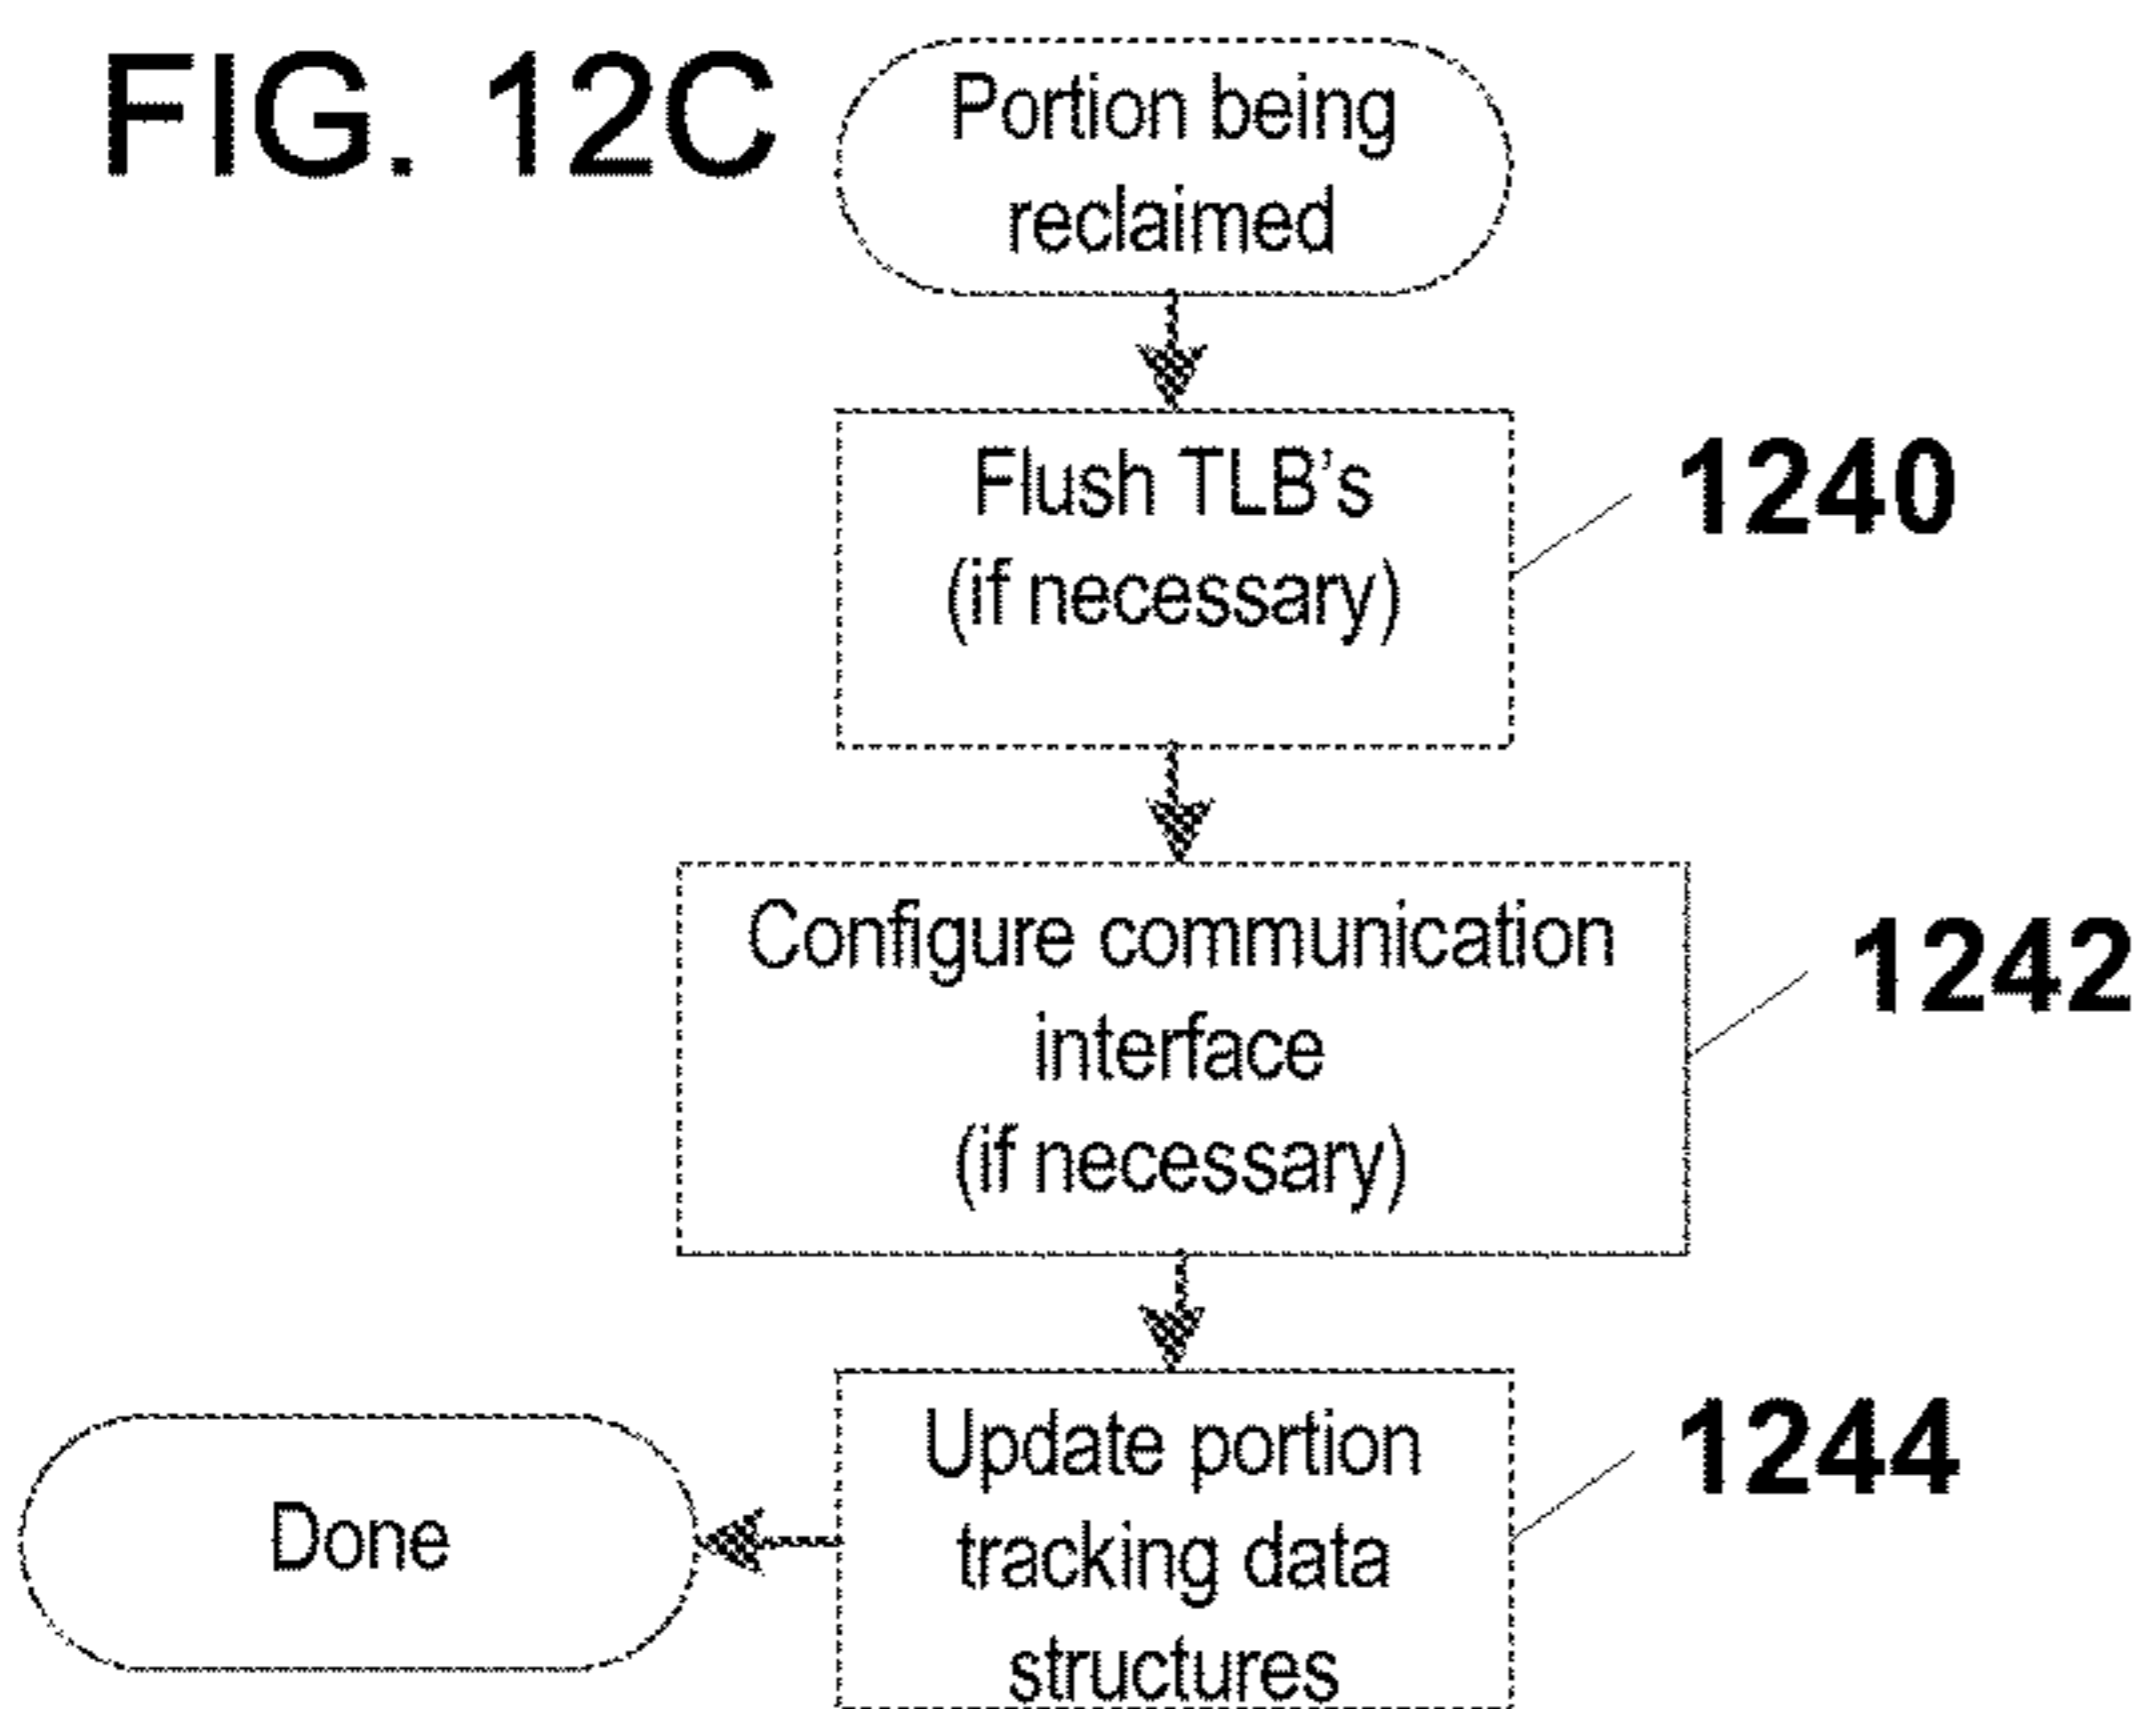 FIG. 12C
Portion being
reclaimed
Flush TLB's
(if necessary)
1240
Configure communication
interface
(if necessary)
1242
Update portion
tracking data
structures
1244
Done